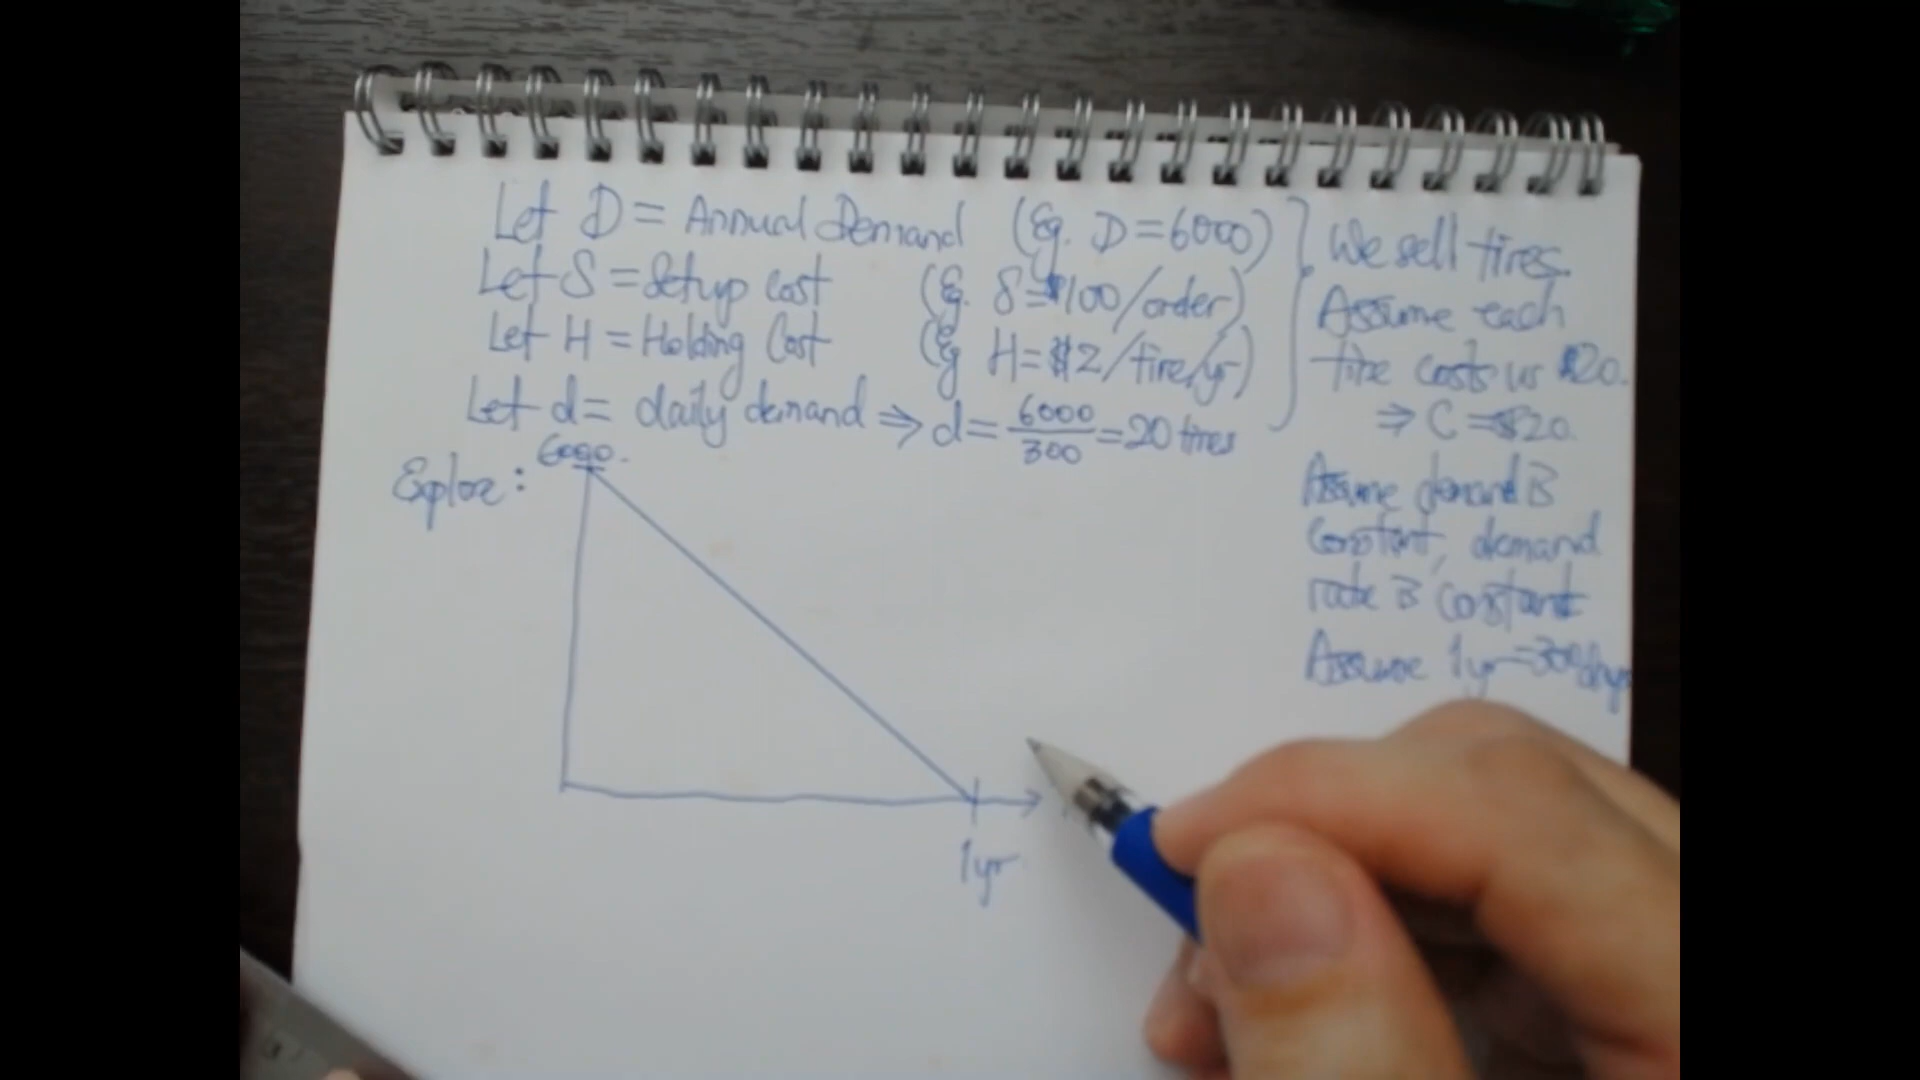 Let D = Annual Demand (Eg. D=6000)
Let S = Setup cost (Eg. S=$100/order)
Let H = Holding Cost (Eg H=$2/tire/yr)
Let d = daily demand ⇒ d = 6000/300 = 20 tires
We sell tires.
Assume each
tire costs us $20.
⇒ C = $20.
Assume demand is
constant, demand
rate is constant
Assume 1yr=300days
Explore:
6000.
1yr.